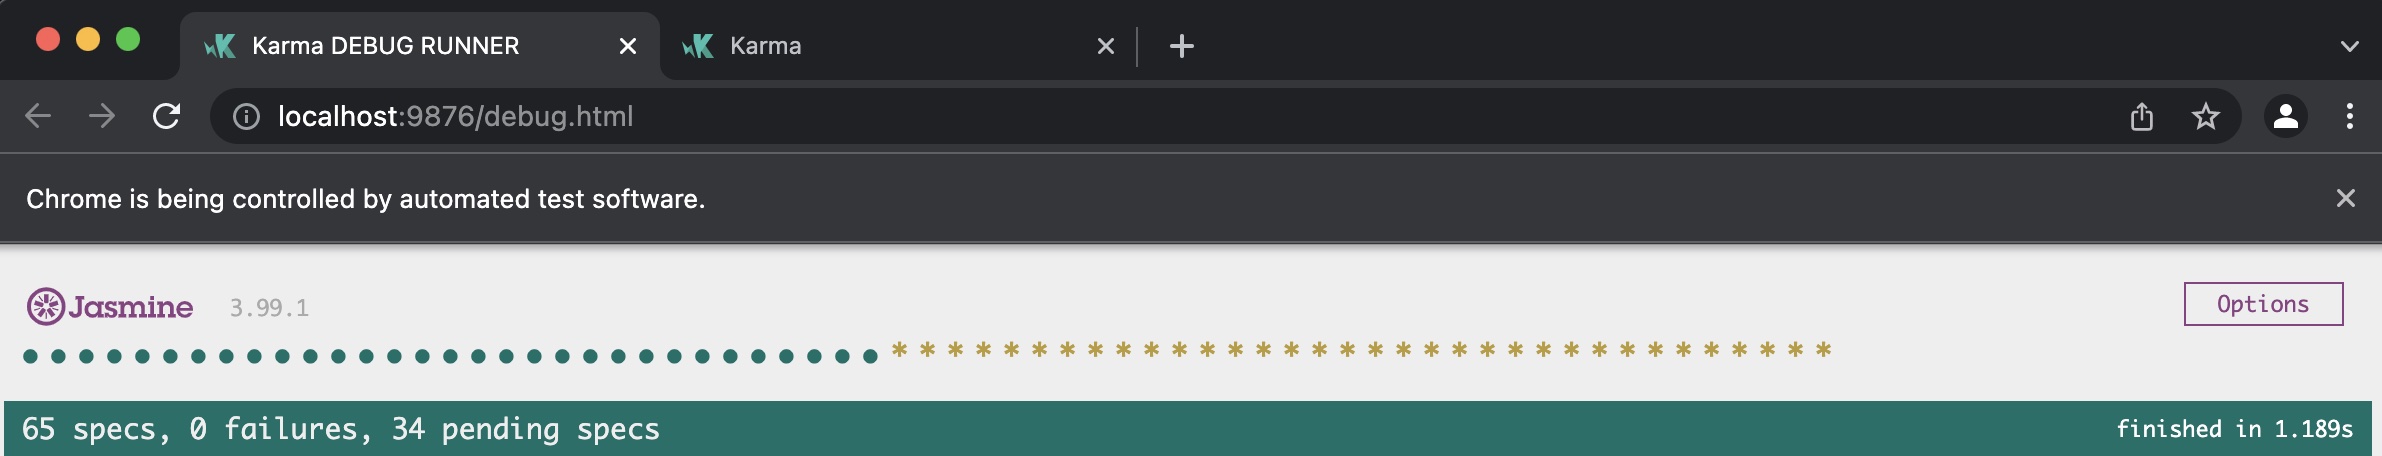 Karma DEBUG RUNNER
Karma
localhost:9876/debug.html
Chrome is being controlled by automated test software.
Jasmine 3.99.1
Options
••••••••••••••••••••••••••••••• **********************************
65 specs, 0 failures, 34 pending specs
finished in 1.189s